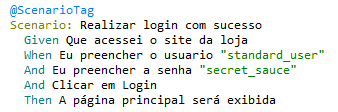 @ScenarioTag
Scenario: Realizar login com sucesso
Given Que acessei o site da loja
When Eu preencher o usuario "standard_user"
And Eu preencher a senha "secret_sauce"
And Clicar em Login
Then A página principal será exibida